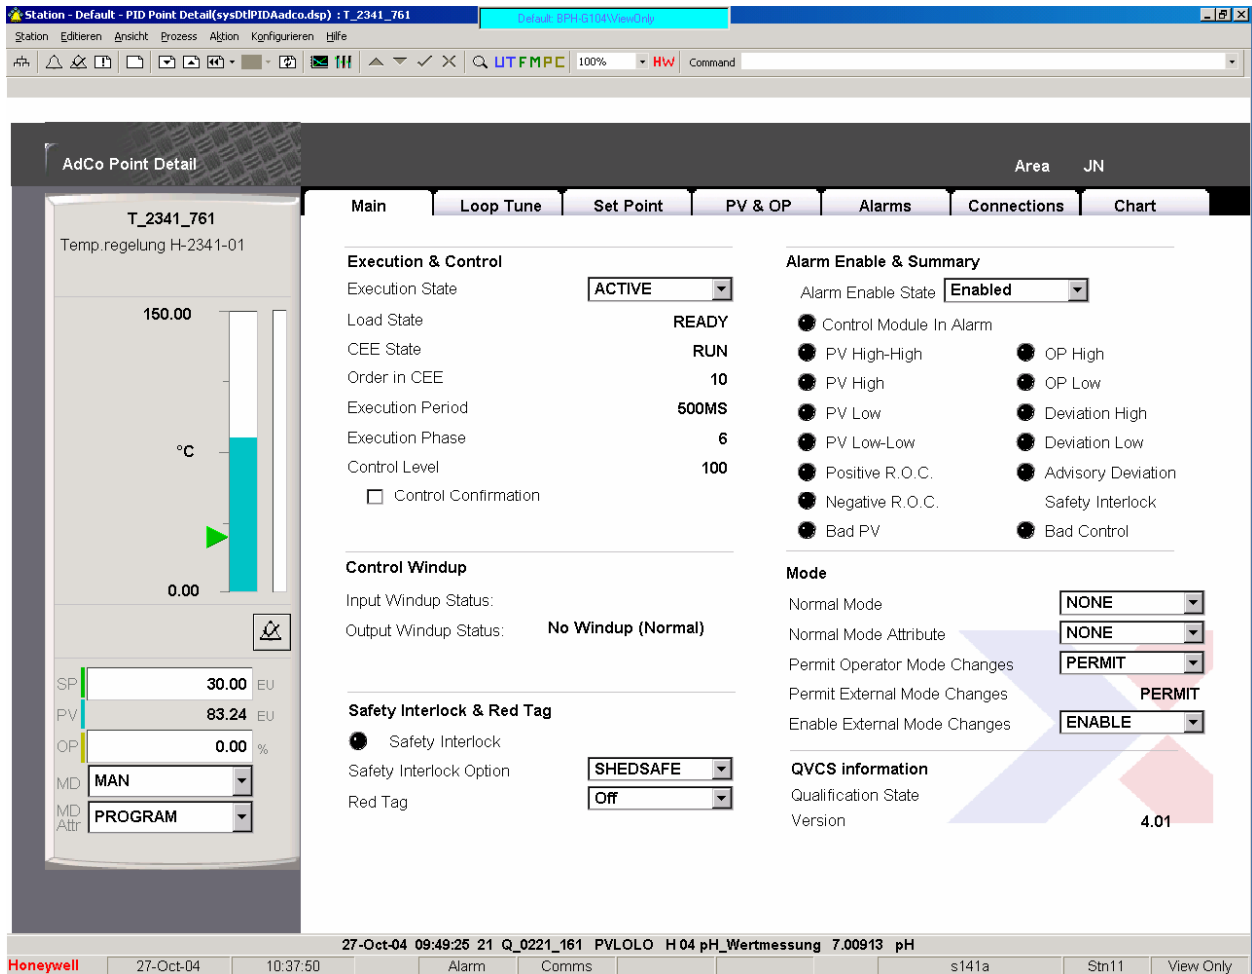 Station - Default - PID Point Detail(sysDtlPIDAadco.dsp) : T_2341_761
Default: BPH-G104\ViewOnly
Station Editieren Ansicht Prozess Aktion Konfigurieren Hilfe
UTFMPC 100% HW Command
AdCo Point Detail
Area JN
Main Loop Tune Set Point PV & OP Alarms Connections Chart
T_2341_761
Temp.regelung H-2341-01
150.00
°C
0.00
SP 30.00 EU
PV 83.24 EU
OP 0.00 %
MD MAN
MD Attr PROGRAM
Execution & Control
Execution State ACTIVE
Load State READY
CEE State RUN
Order in CEE 10
Execution Period 500MS
Execution Phase 6
Control Level 100
Control Confirmation
Control Windup
Input Windup Status:
Output Windup Status: No Windup (Normal)
Safety Interlock & Red Tag
Safety Interlock
Safety Interlock Option SHEDSAFE
Red Tag Off
Alarm Enable & Summary
Alarm Enable State Enabled
Control Module In Alarm
PV High-High OP High
PV High OP Low
PV Low Deviation High
PV Low-Low Deviation Low
Positive R.O.C. Advisory Deviation
Negative R.O.C. Safety Interlock
Bad PV Bad Control
Mode
Normal Mode NONE
Normal Mode Attribute NONE
Permit Operator Mode Changes PERMIT
Permit External Mode Changes PERMIT
Enable External Mode Changes ENABLE
QVCS information
Qualification State
Version 4.01
27-Oct-04 09:49:25 21 Q_0221_161 PVLOLO H 04 pH_Wertmessung 7.00913 pH
Honeywell 27-Oct-04 10:37:50 Alarm Comms s141a Stn11 View Only